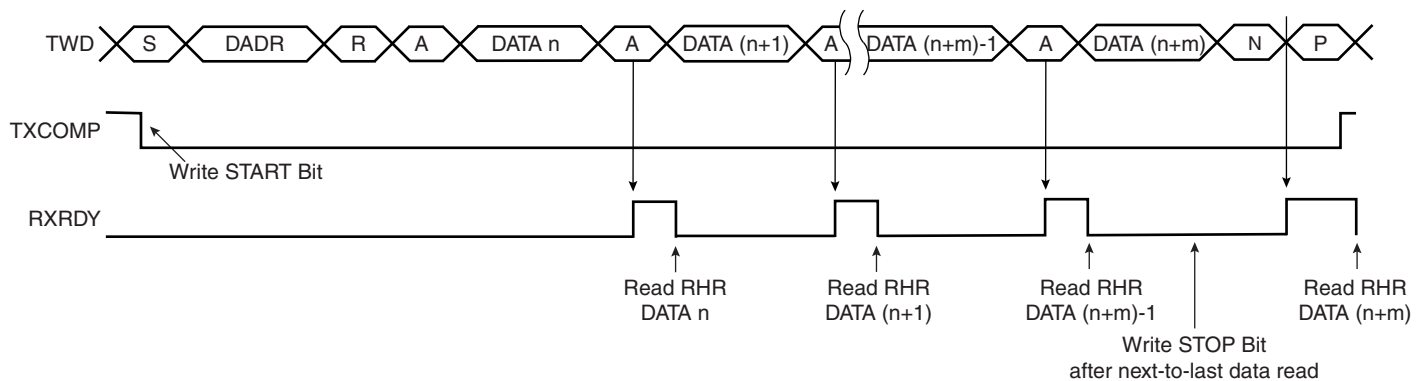 TWD S DADR R A DATA n A DATA (n+1) A DATA (n+m)-1 A DATA (n+m) N P
TXCOMP
Write START Bit
RXRDY
Read RHR Read RHR Read RHR Read RHR
DATA n DATA (n+1) DATA (n+m)-1 DATA (n+m)
Write STOP Bit
after next-to-last data read